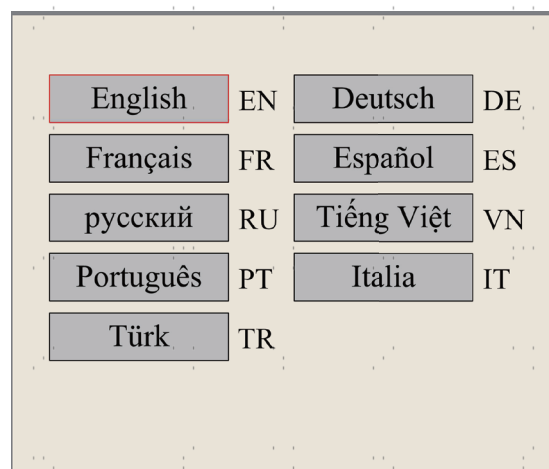 English EN Deutsch DE
Français FR Español ES
русский RU Tiếng Việt VN
Português PT Italia IT
Türk TR